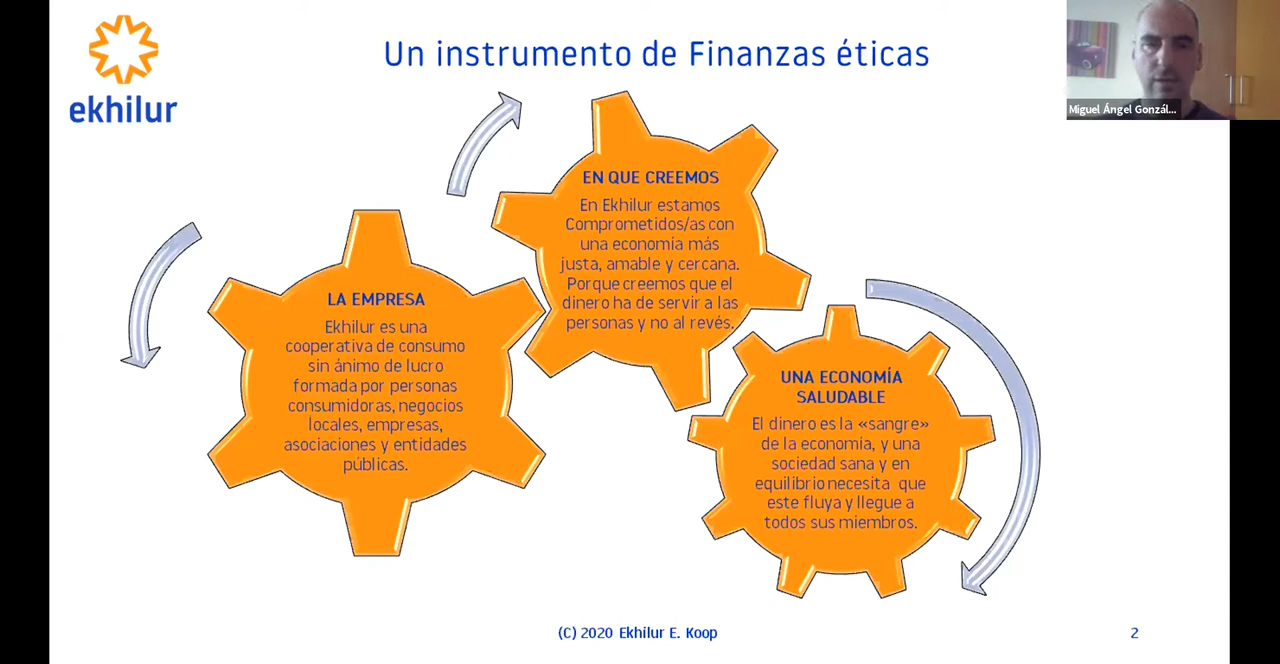 ekhilur
Un instrumento de Finanzas éticas
Miguel Ángel Gonzál...
EN QUE CREEMOS
En Ekhilur estamos
Comprometidos/as con
una economía más
justa, amable y cercana.
Porque creemos que el
dinero ha de servir a las
personas y no al revés.
LA EMPRESA
Ekhilur es una
cooperativa de consumo
sin ánimo de lucro
formada por personas
consumidoras, negocios
locales, empresas,
asociaciones y entidades
públicas.
UNA ECONOMÍA
SALUDABLE
El dinero es la «sangre»
de la economía, y una
sociedad sana y en
equilibrio necesita que
este fluya y llegue a
todos sus miembros.
(C) 2020 Ekhilur E. Koop
2